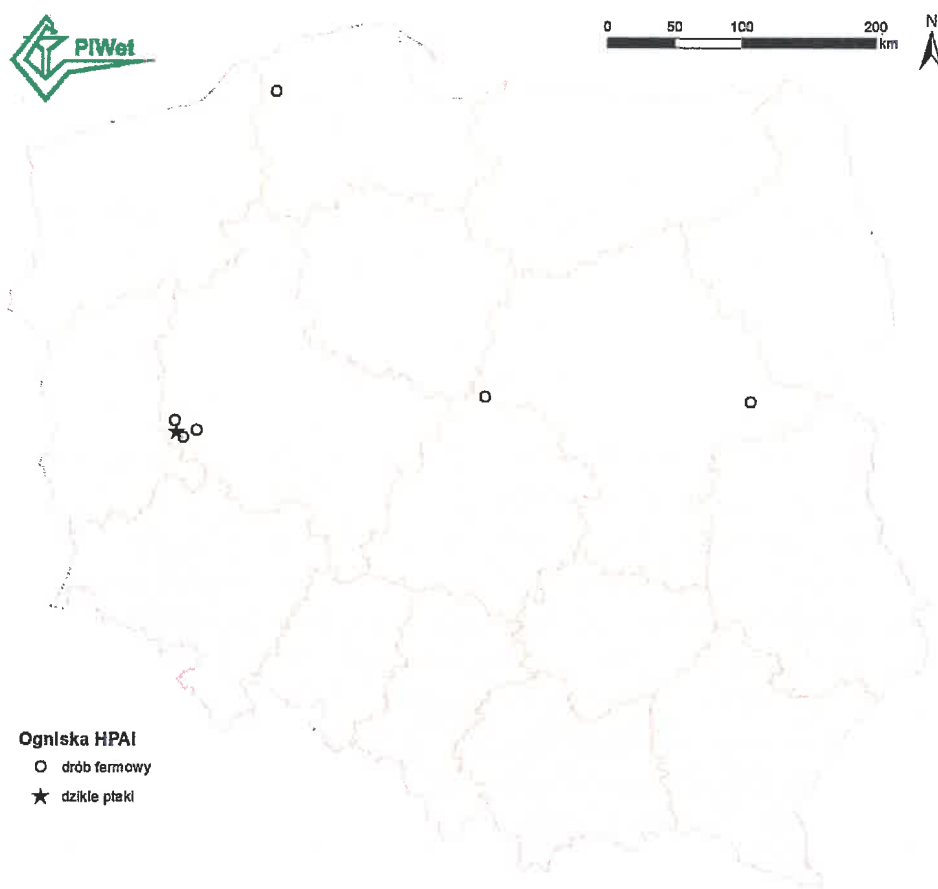 PIWet
0 50 100 200
km
N
Ogniska HPAI
drób fermowy
dzikie ptaki